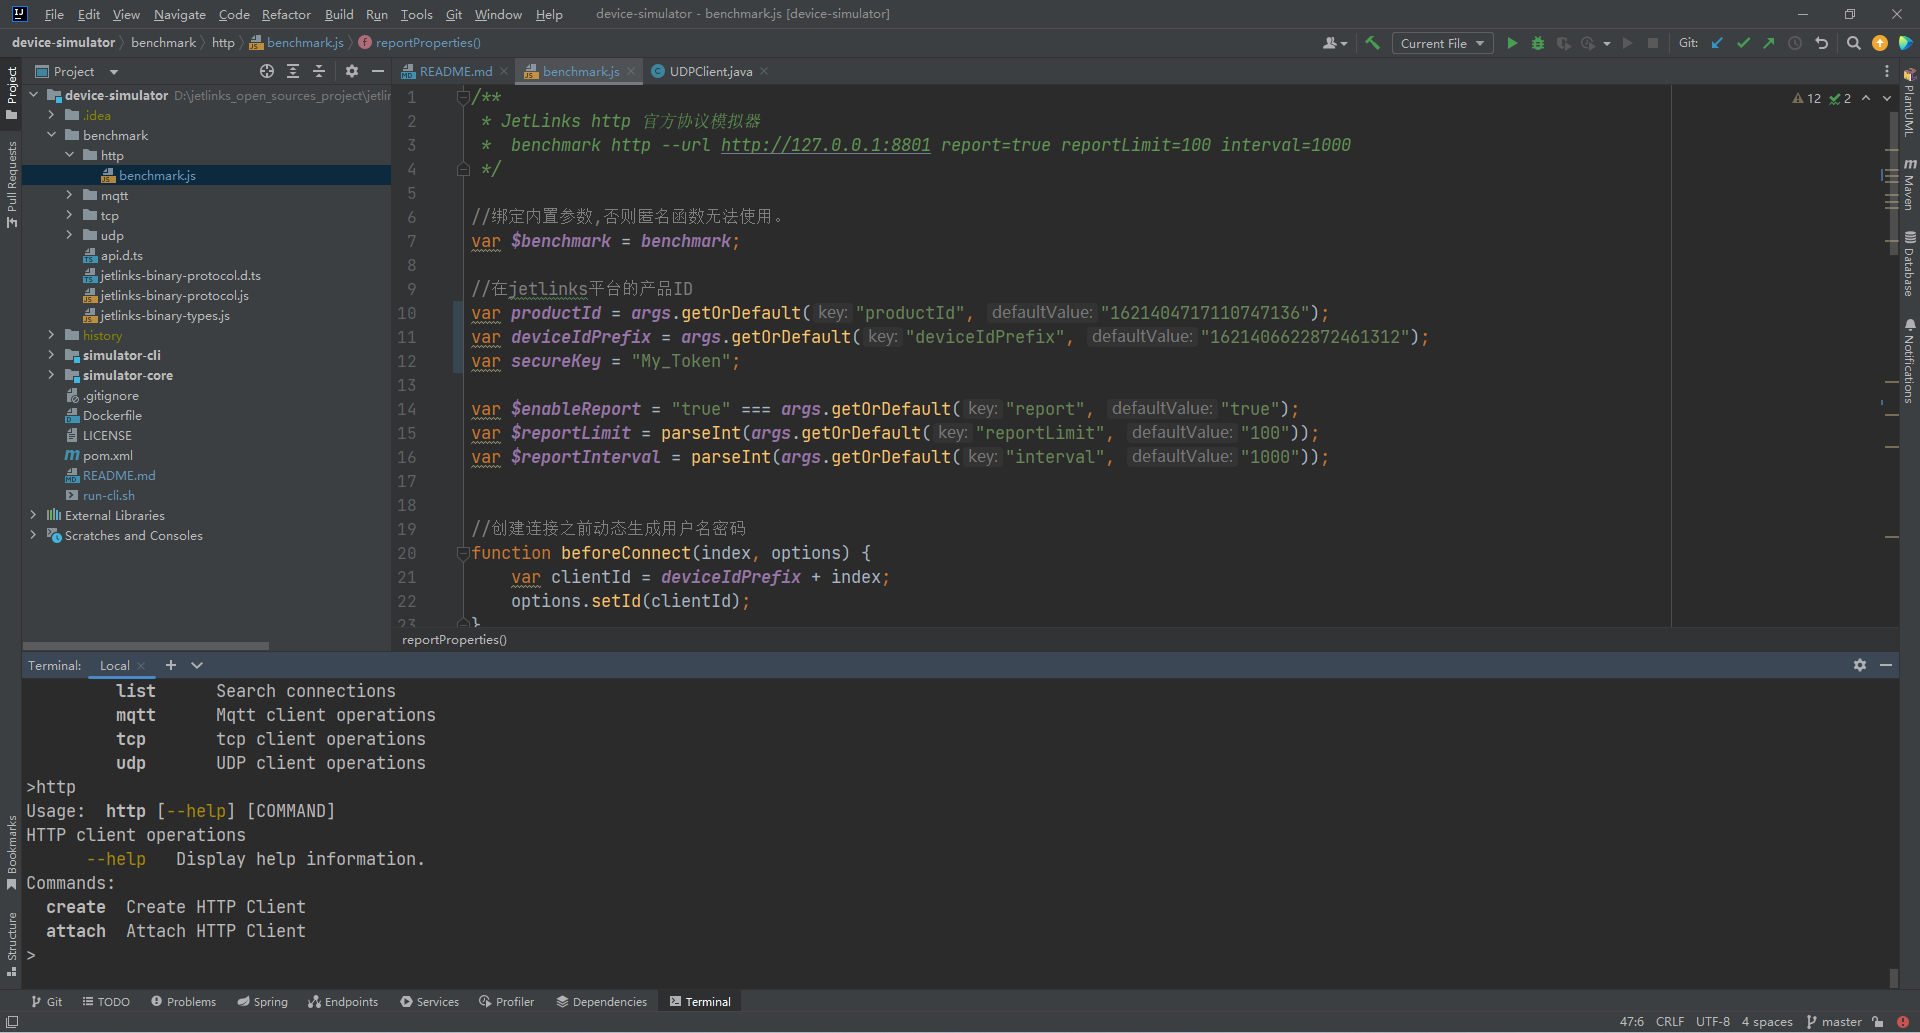 File Edit View Navigate Code Refactor Build Run Tools Git Window Help device-simulator - benchmark.js [device-simulator]
device-simulator benchmark http benchmark.js reportProperties() Current File Git:
Project
README.md benchmark.js UDPClient.java
device-simulator D:\jetlinks_open_sources_project\jetlin
.idea
benchmark
http
benchmark.js
mqtt
tcp
udp
api.d.ts
jetlinks-binary-protocol.d.ts
jetlinks-binary-protocol.js
jetlinks-binary-types.js
history
simulator-cli
simulator-core
.gitignore
Dockerfile
LICENSE
pom.xml
README.md
run-cli.sh
External Libraries
Scratches and Consoles
Project
Pull Requests
Bookmarks
Structure
12 2
1 /**
2 * JetLinks http 官方协议模拟器
3 * benchmark http --url http://127.0.0.1:8801 report=true reportLimit=100 interval=1000
4 */
5
6 //绑定内置参数,否则匿名函数无法使用。
7 var $benchmark = benchmark;
8
9 //在jetlinks平台的产品ID
10 var productId = args.getOrDefault( key: "productId", defaultValue: "1621404717110747136");
11 var deviceIdPrefix = args.getOrDefault( key: "deviceIdPrefix", defaultValue: "1621406622872461312");
12 var secureKey = "My_Token";
13
14 var $enableReport = "true" === args.getOrDefault( key: "report", defaultValue: "true");
15 var $reportLimit = parseInt(args.getOrDefault( key: "reportLimit", defaultValue: "100"));
16 var $reportInterval = parseInt(args.getOrDefault( key: "interval", defaultValue: "1000"));
17
18
19 //创建连接之前动态生成用户名密码
20 function beforeConnect(index, options) {
21 var clientId = deviceIdPrefix + index;
22 options.setId(clientId);
23 }
reportProperties()
PlantUML
Maven
Database
Notifications
Terminal: Local
list Search connections
mqtt Mqtt client operations
tcp tcp client operations
udp UDP client operations
>http
Usage: http [--help] [COMMAND]
HTTP client operations
--help Display help information.
Commands:
create Create HTTP Client
attach Attach HTTP Client
>
Git TODO Problems Spring Endpoints Services Profiler Dependencies Terminal
47:6 CRLF UTF-8 4 spaces master